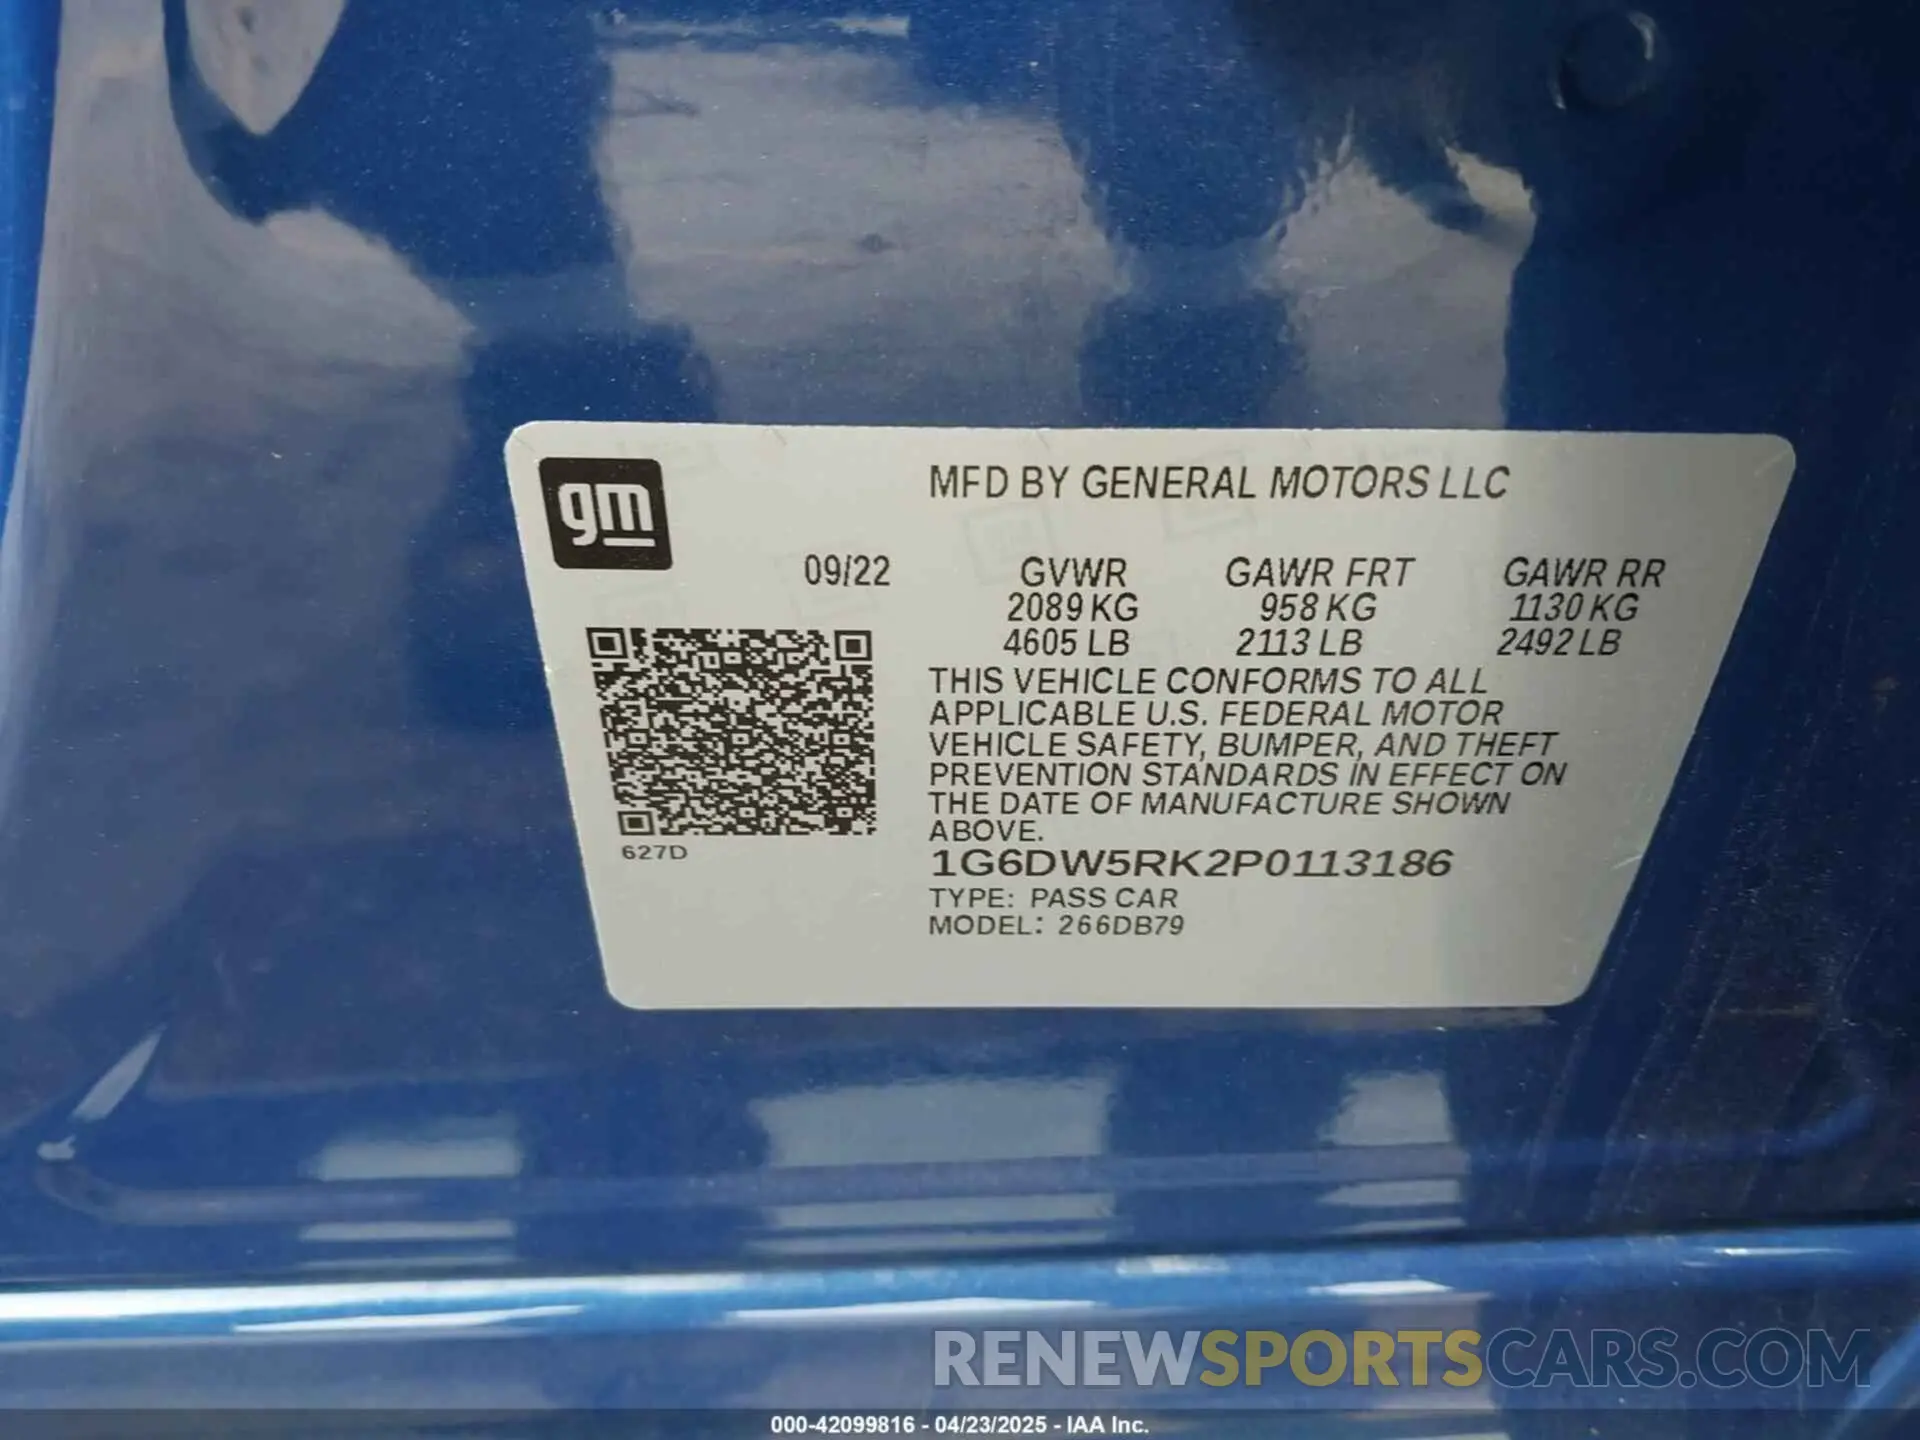 gm
MFD BY GENERAL MOTORS LLC
09/22 GVWR GAWR FRT GAWR RR
2089 KG 958 KG 1130 KG
4605 LB 2113 LB 2492 LB
THIS VEHICLE CONFORMS TO ALL
APPLICABLE U.S. FEDERAL MOTOR
VEHICLE SAFETY, BUMPER, AND THEFT
PREVENTION STANDARDS IN EFFECT ON
THE DATE OF MANUFACTURE SHOWN
ABOVE.
627D
1G6DW5RK2P0113186
TYPE: PASS CAR
MODEL: 266DB79
RENEWSPORTSCARS.COM
000-42099816 - 04/23/2025 - IAA Inc.